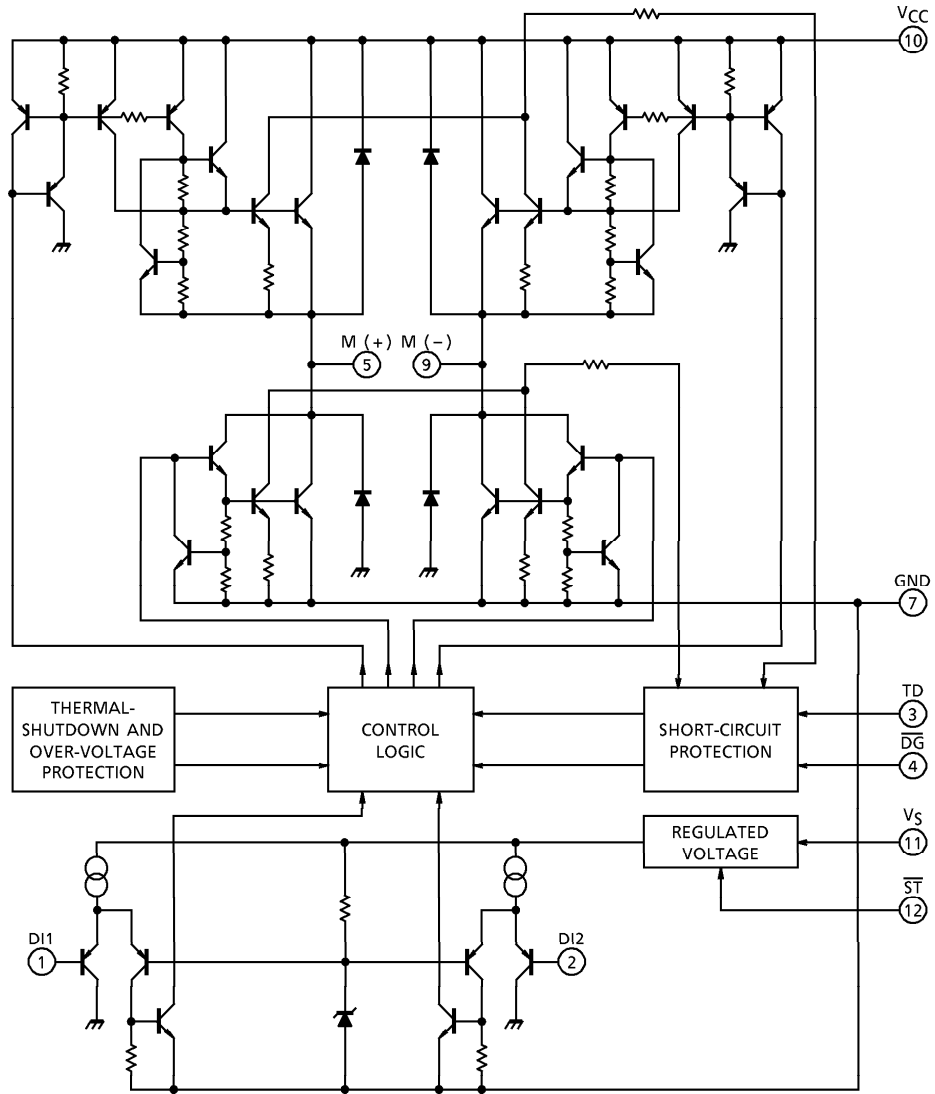 VCC
10
M (+)
M (−)
5
9
GND
7
THERMAL-
SHUTDOWN AND
OVER-VOLTAGE
PROTECTION
CONTROL
LOGIC
SHORT-CIRCUIT
PROTECTION
TD
3
DG
4
REGULATED
VOLTAGE
VS
11
ST
12
DI1
1
DI2
2